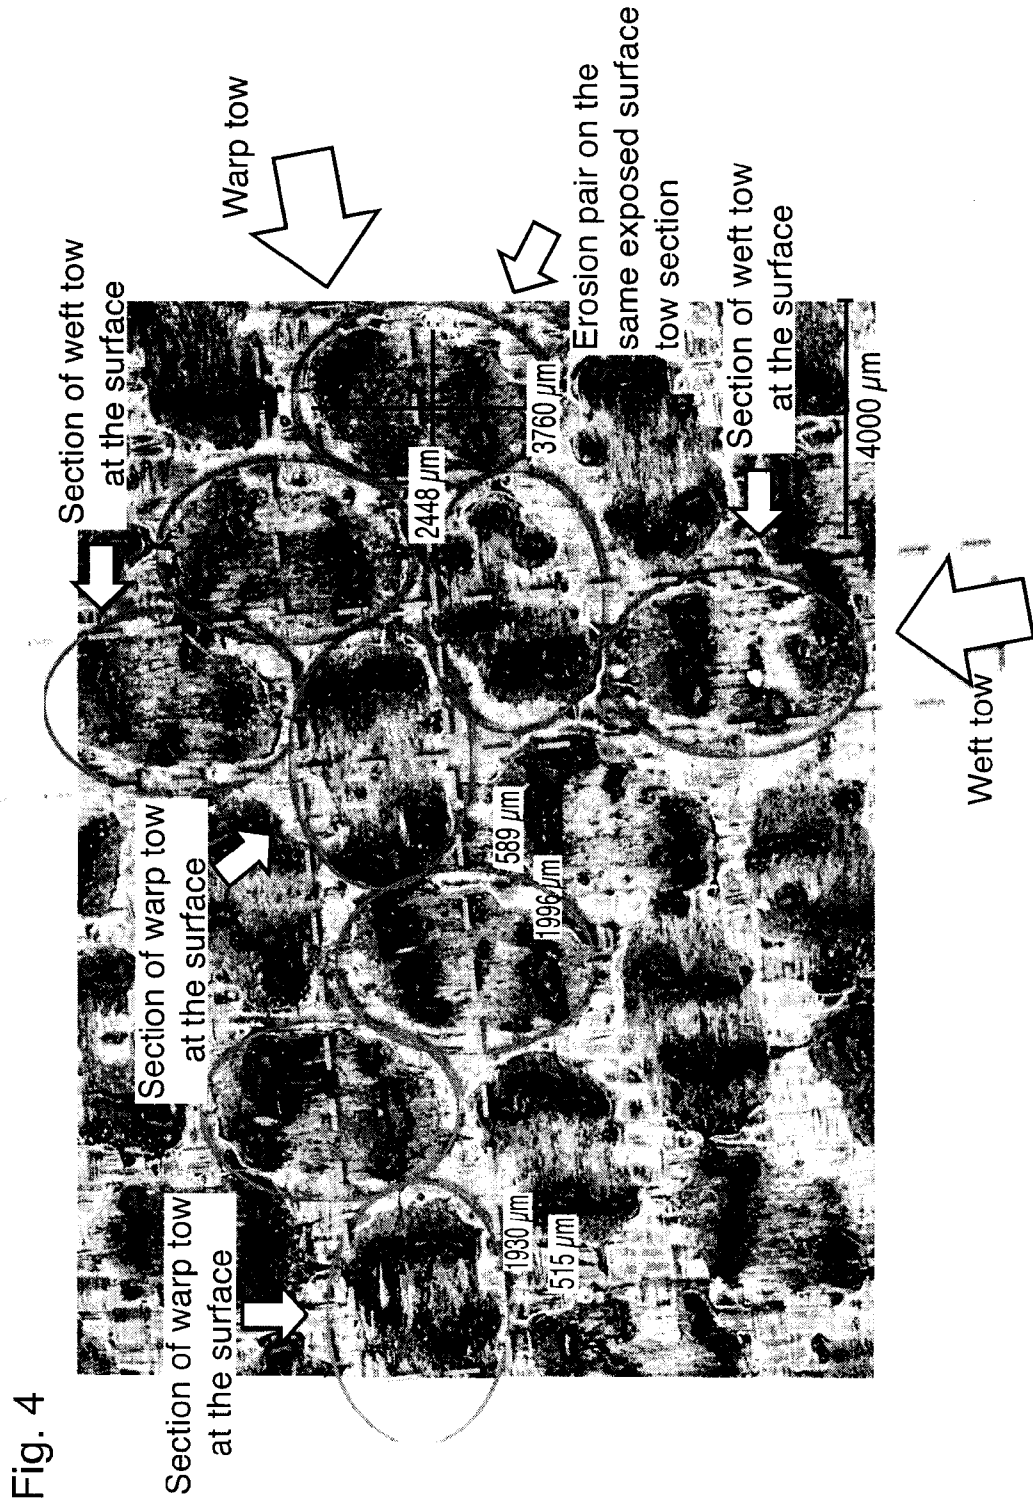 Fig. 4
Section of warp tow
at the surface
Section of warp tow
at the surface
Section of weft tow
at the surface
Warp tow
Erosion pair on the
same exposed surface
tow section
Section of weft tow
at the surface
Weft tow
2448 µm
3760 µm
589 µm
1996 µm
1930 µm
515 µm
4000 µm